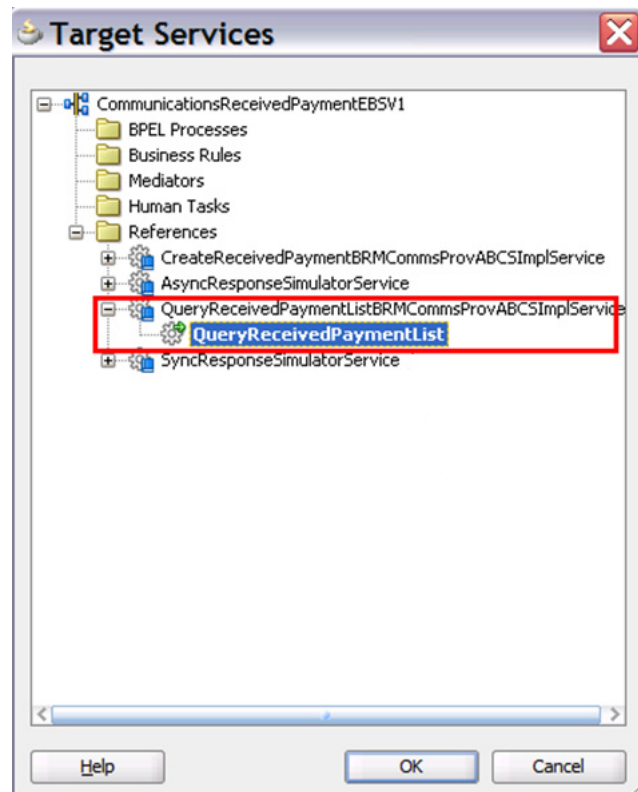 Target Services
CommunicationsReceivedPaymentEBSV1
BPEL Processes
Business Rules
Mediators
Human Tasks
References
CreateReceivedPaymentBRMCommsProvABCSImplService
AsyncResponseSimulatorService
QueryReceivedPaymentListBRMCommsProvABCSImplService
QueryReceivedPaymentList
SyncResponseSimulatorService
Help OK Cancel